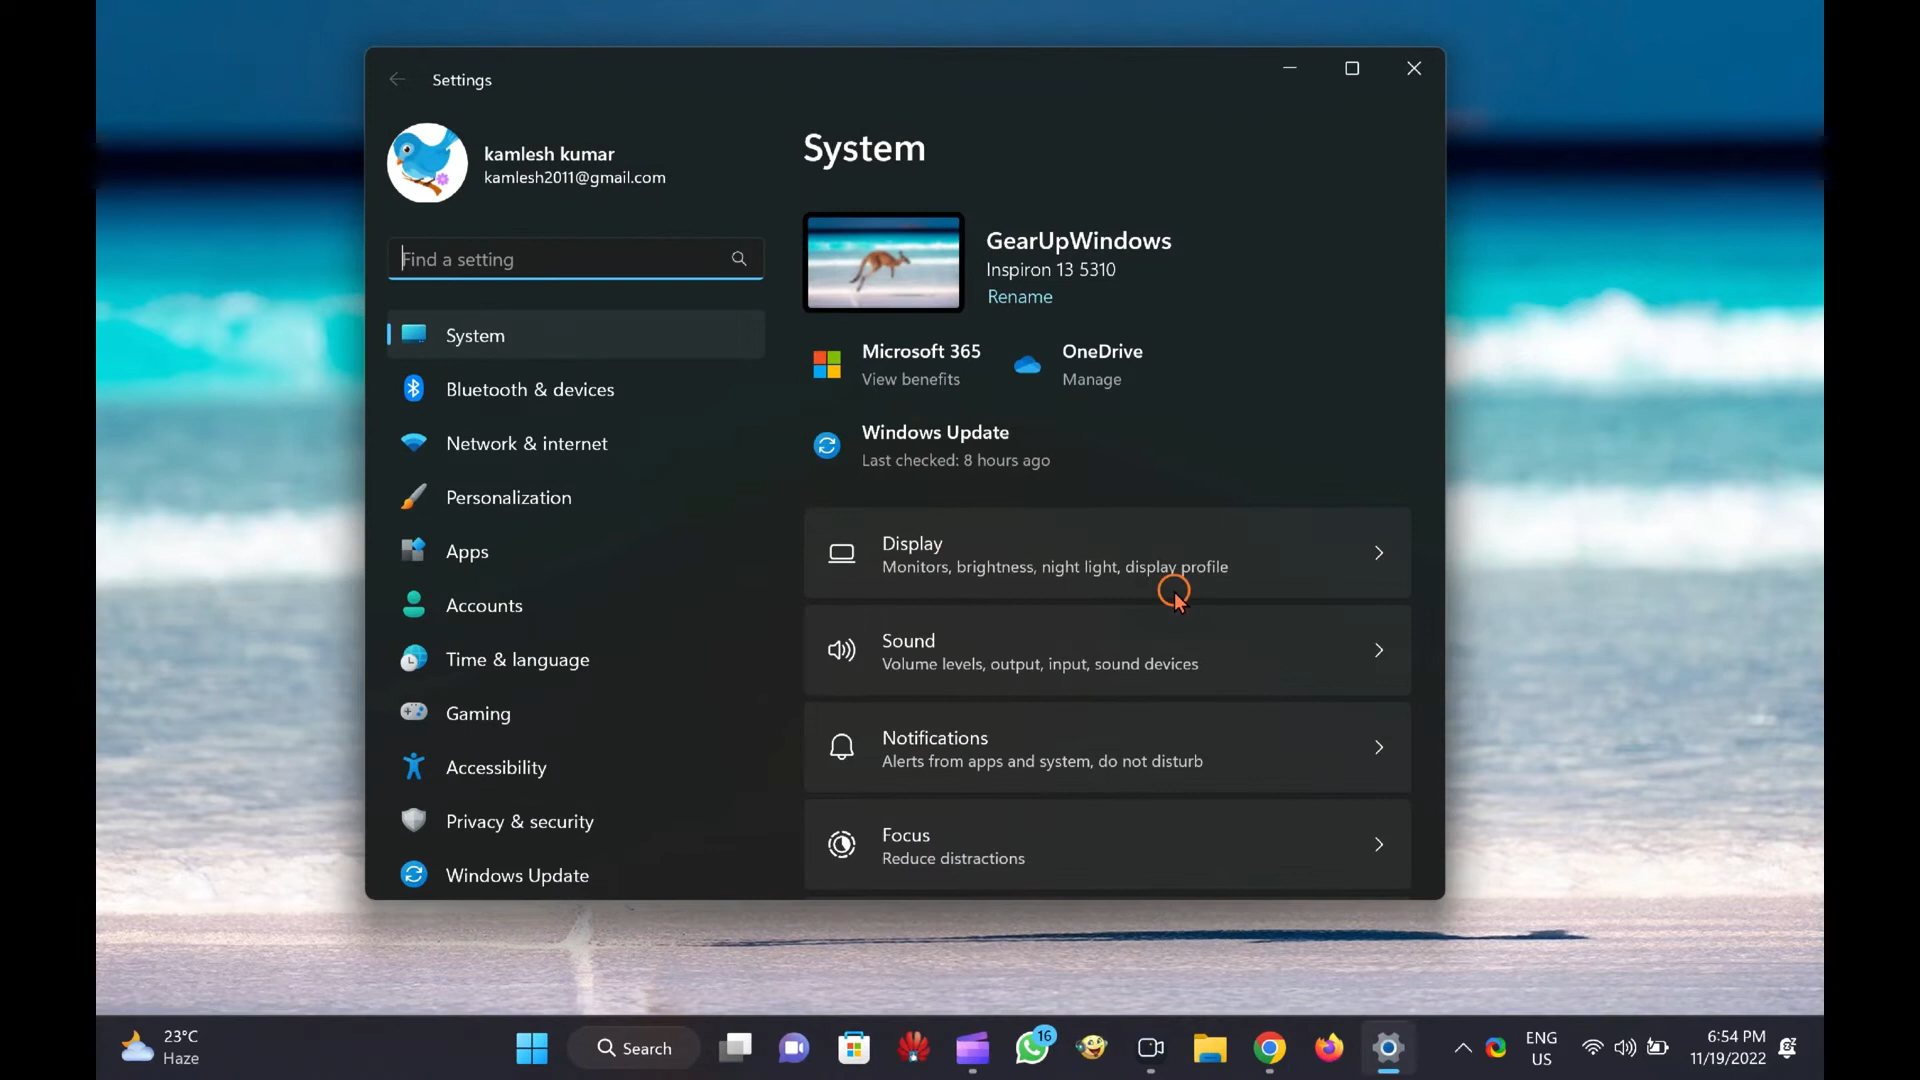 Settings
kamlesh kumar
kamlesh2011@gmail.com
Find a setting
System
Bluetooth & devices
Network & internet
Personalization
Apps
Accounts
Time & language
Gaming
Accessibility
Privacy & security
Windows Update
System
GearUpWindows
Inspiron 13 5310
Rename
Microsoft 365
View benefits
OneDrive
Manage
Windows Update
Last checked: 8 hours ago
Display
Monitors, brightness, night light, display profile
Sound
Volume levels, output, input, sound devices
Notifications
Alerts from apps and system, do not disturb
Focus
Reduce distractions
23°C
Haze
Search
16
ENG
US
6:54 PM
11/19/2022